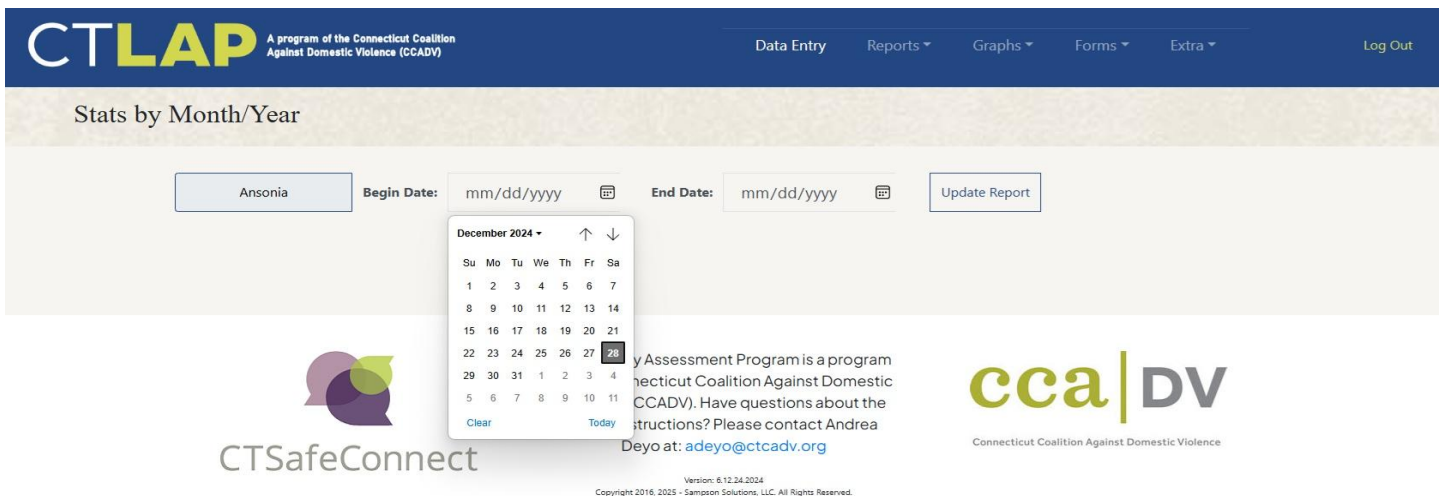 CTLAP
A program of the Connecticut Coalition
Against Domestic Violence (CCADV)
Data Entry Reports Graphs Forms Extra Log Out
Stats by Month/Year
Ansonia Begin Date: mm/dd/yyyy End Date: mm/dd/yyyy Update Report
December 2024
Su Mo Tu We Th Fr Sa
1 2 3 4 5 6 7
8 9 10 11 12 13 14
15 16 17 18 19 20 21
22 23 24 25 26 27 28
29 30 31 1 2 3 4
5 6 7 8 9 10 11
Clear Today
CTSafeConnect
y Assessment Program is a program
necticut Coalition Against Domestic
CCADV). Have questions about the
structions? Please contact Andrea
Deyo at: adeyo@ctcadv.org
Version: 6.12.24.2024
Copyright 2016, 2025 - Sampson Solutions, LLC. All Rights Reserved.
cca|DV
Connecticut Coalition Against Domestic Violence